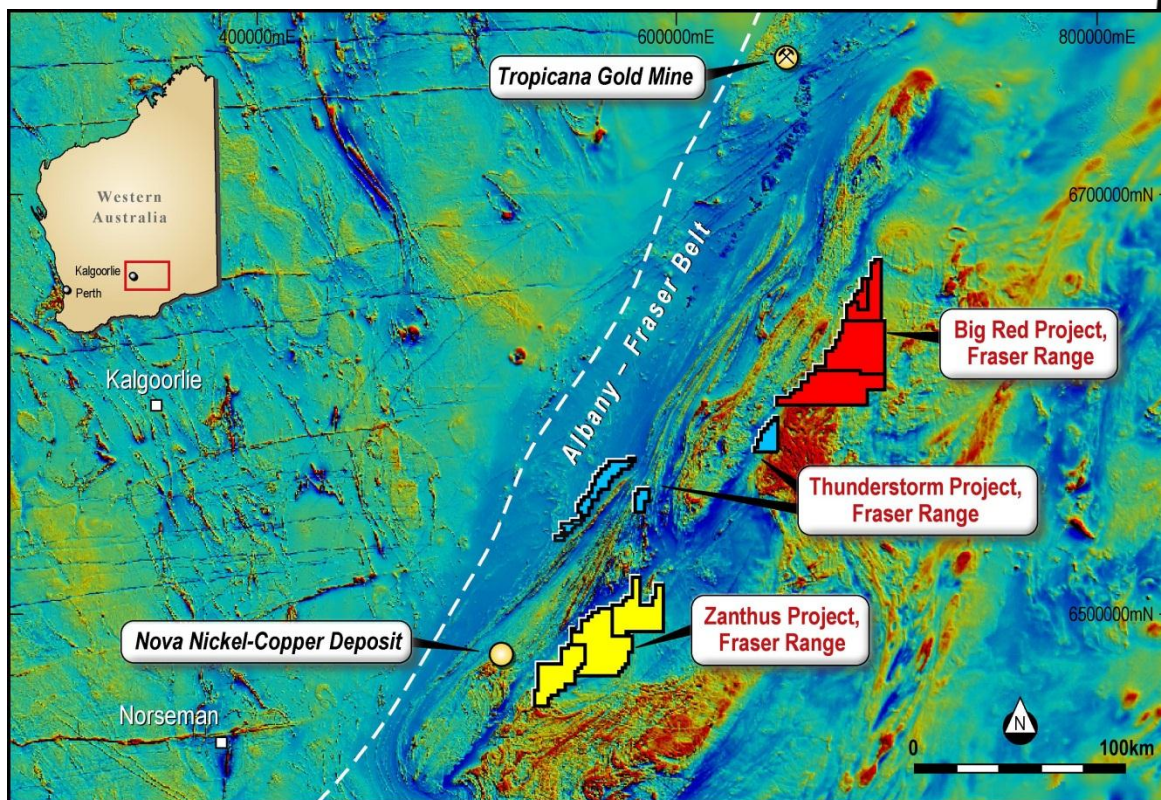 400000mE
600000mE
800000mE
Tropicana Gold Mine
6700000mN
Western
Australia
Kalgoorlie
Perth
Albany – Fraser Belt
Big Red Project,
Fraser Range
Kalgoorlie
Thunderstorm Project,
Fraser Range
Zanthus Project,
Fraser Range
6500000mN
Nova Nickel-Copper Deposit
Norseman
N
0
100km